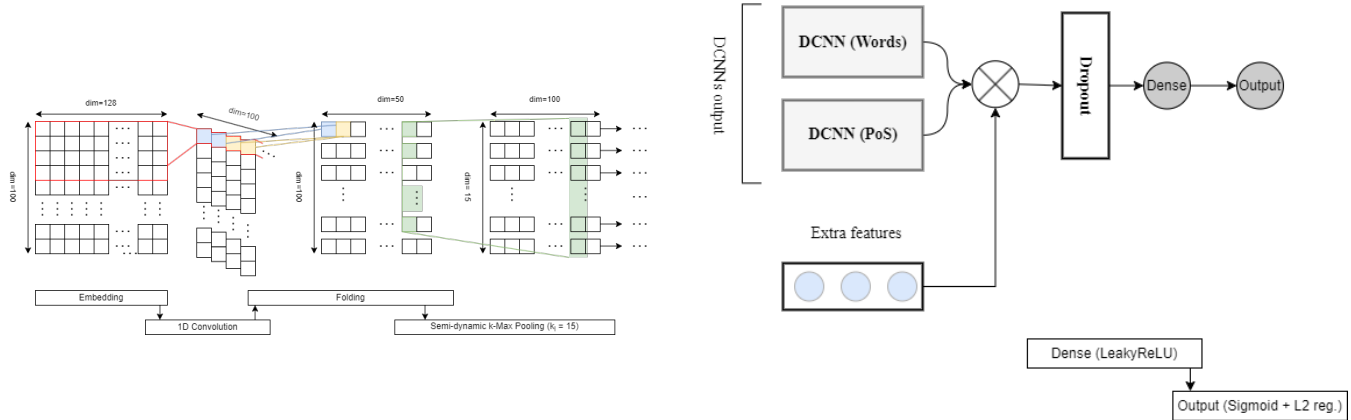 dim=128
dim=100
dim=100
dim=50
dim=100
dim=100
dim= 15
Embedding
1D Convolution
Folding
Semi-dynamic k-Max Pooling (kₗ = 15)
DCNNs output
DCNN (Words)
DCNN (PoS)
Extra features
Dropout
Dense
Output
Dense (LeakyReLU)
Output (Sigmoid + L2 reg.)